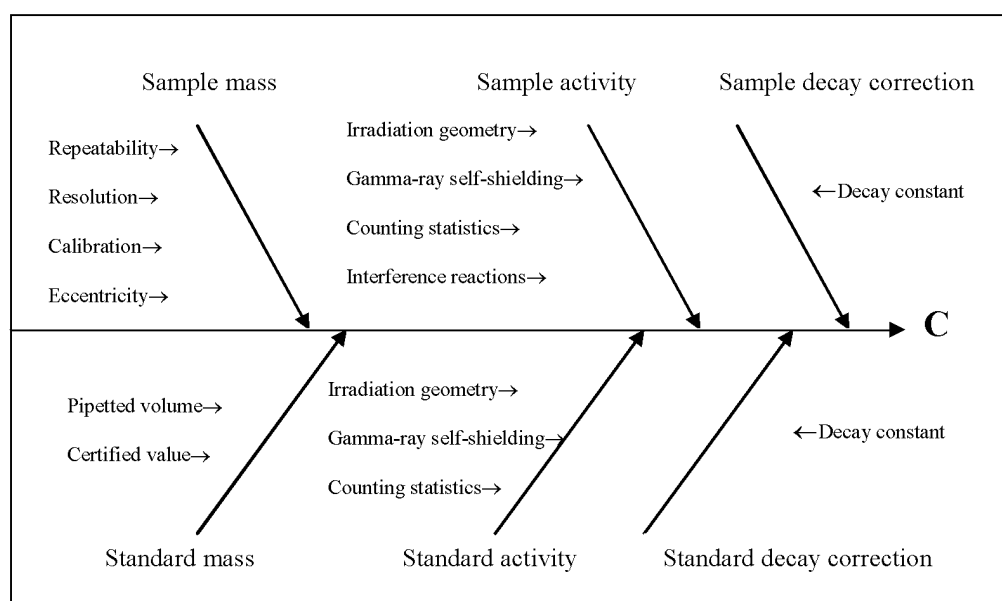 Sample mass
Sample activity
Sample decay correction
Repeatability→
Resolution→
Calibration→
Eccentricity→
Irradiation geometry→
Gamma-ray self-shielding→
Counting statistics→
Interference reactions→
←Decay constant
C
Pipetted volume→
Certified value→
Irradiation geometry→
Gamma-ray self-shielding→
Counting statistics→
←Decay constant
Standard mass
Standard activity
Standard decay correction